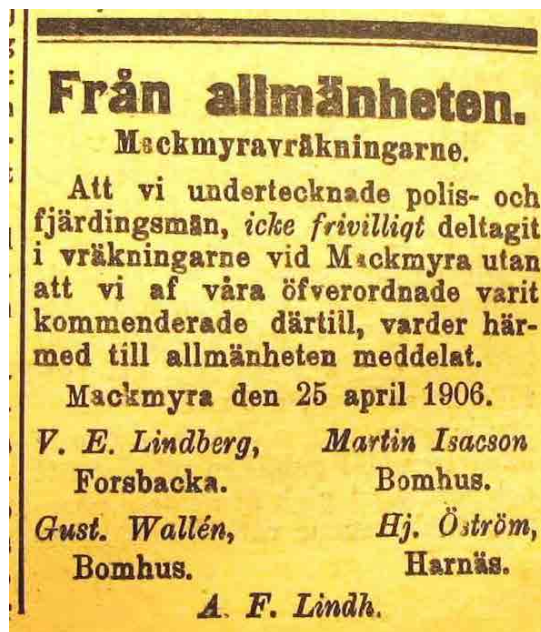 Från allmänheten.
Mackmyravräkningarne.
Att vi undertecknade polis- och
fjärdingsmän, icke frivilligt deltagit
i vräkningarne vid Mackmyra utan
att vi af våra öfverordnade varit
kommenderade därtill, varder här-
med till allmänheten meddelat.
Mackmyra den 25 april 1906.
V. E. Lindberg, Martin Isacson
Forsbacka. Bomhus.
Gust. Wallén, Hj. Öström,
Bomhus. Harnäs.
A. F. Lindh.